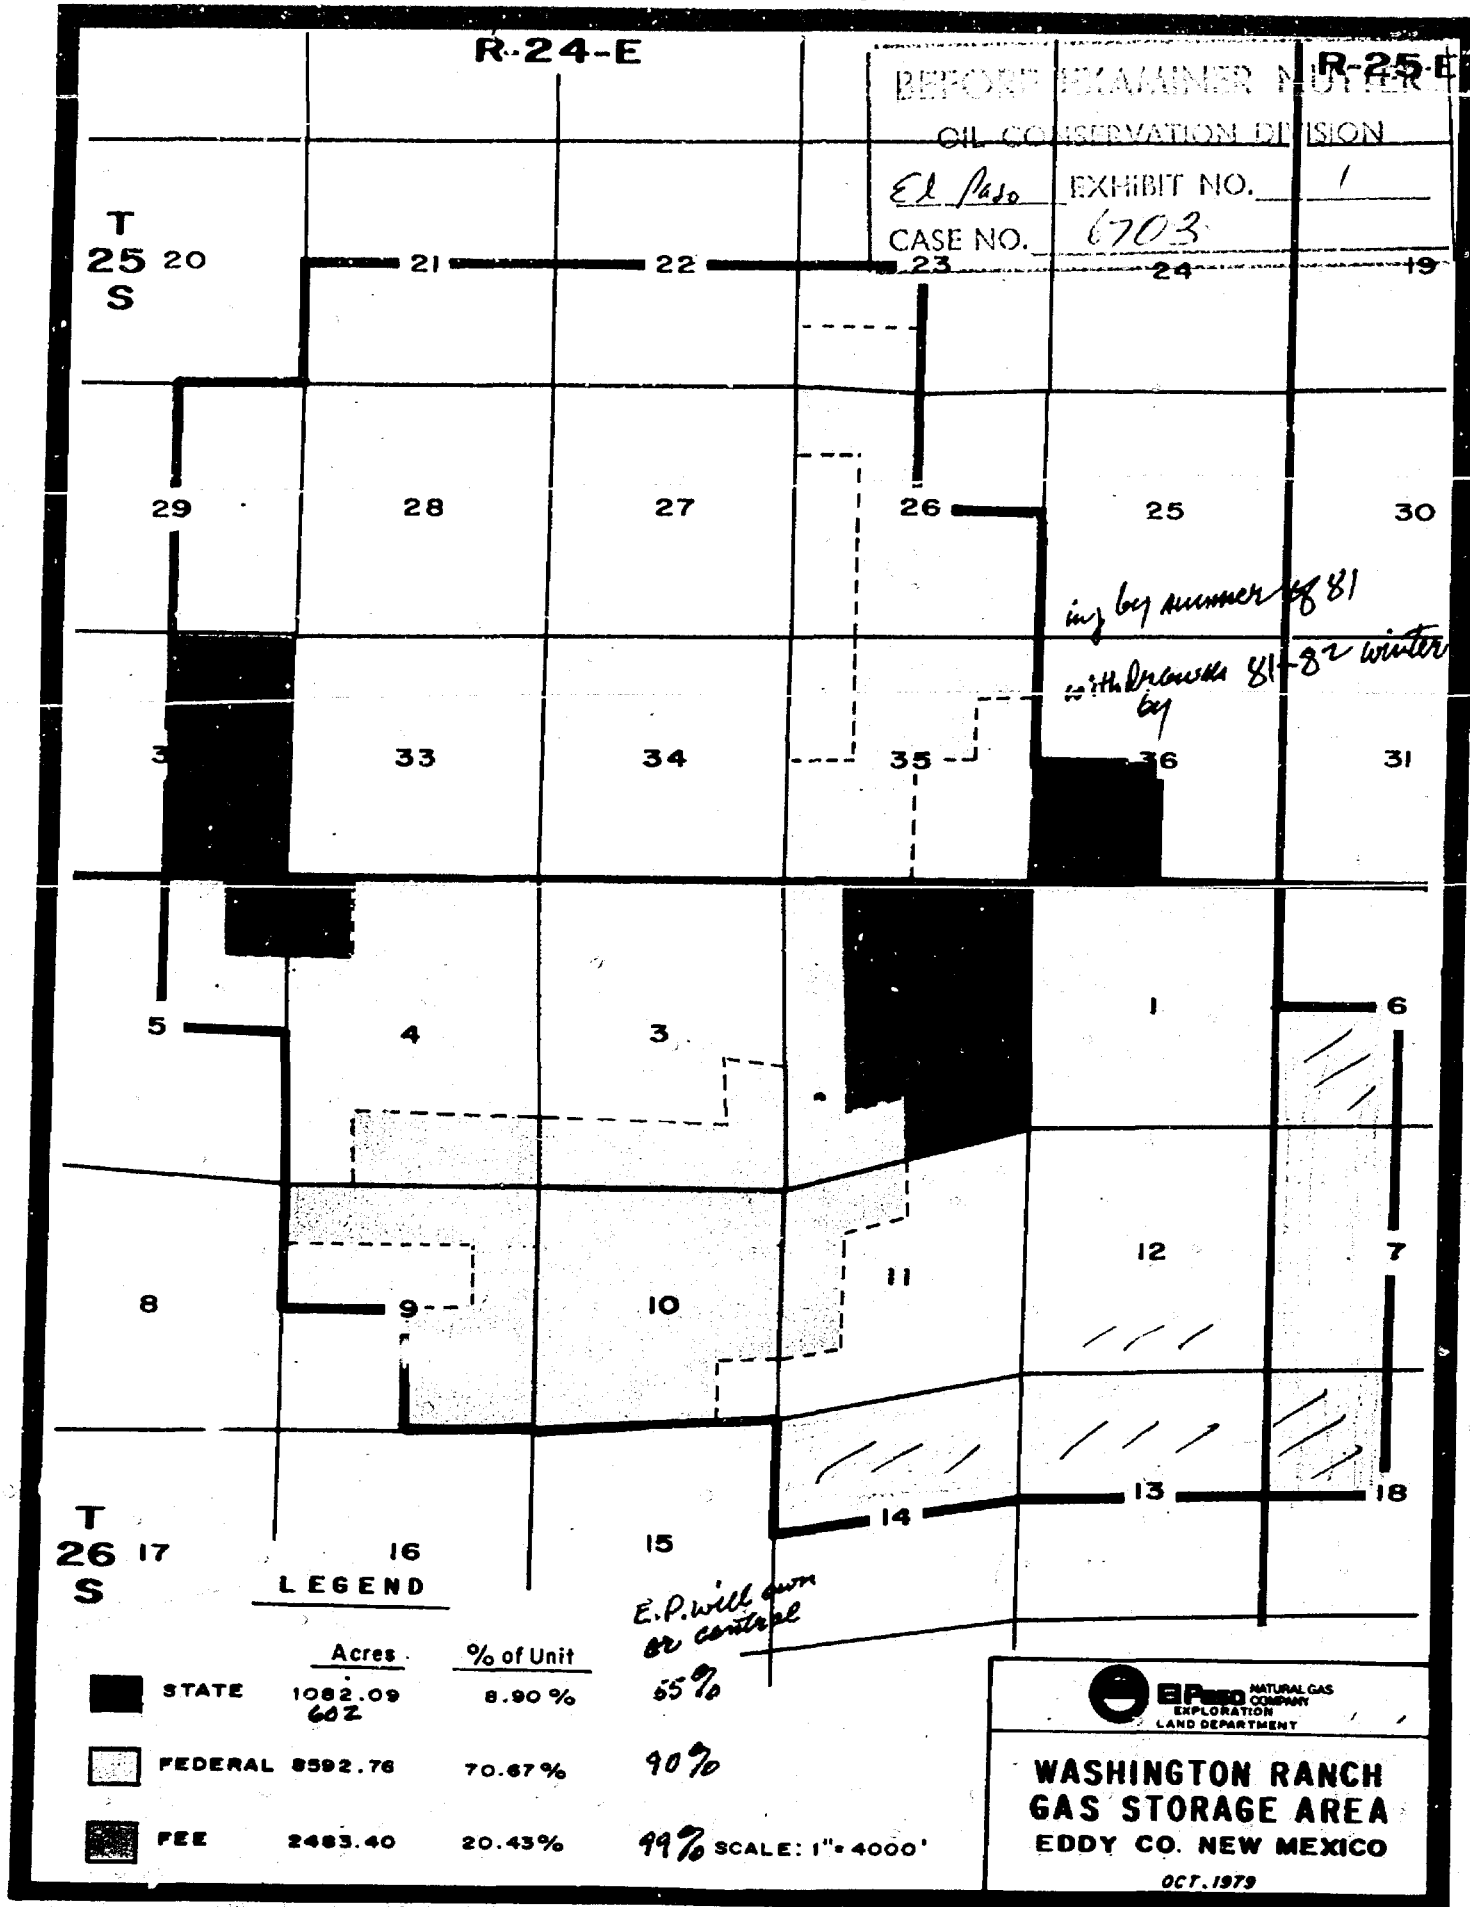 R-24-E
R-25-E
BEFORE EXAMINER NUTTER
OIL CONSERVATION DIVISION
El Paso EXHIBIT NO. 1
CASE NO. 6703
T
25
S
20 21 22 23 24 19
29 28 27 26 25 30
inj by summer of 81
withdrawals 81-82 winter
by
3 33 34 35 36 31
5 4 3 1 6
8 9 10 11 12 7
T
26
S
17 16 15 14 13 18
LEGEND
E.P. will own
or control
Acres % of Unit
STATE 1082.09 8.90% 55%
602
FEDERAL 8592.76 70.67% 90%
FEE 2483.40 20.43% 99%
SCALE: 1"=4000'
El Paso NATURAL GAS
COMPANY
EXPLORATION
LAND DEPARTMENT
WASHINGTON RANCH
GAS STORAGE AREA
EDDY CO. NEW MEXICO
OCT. 1979